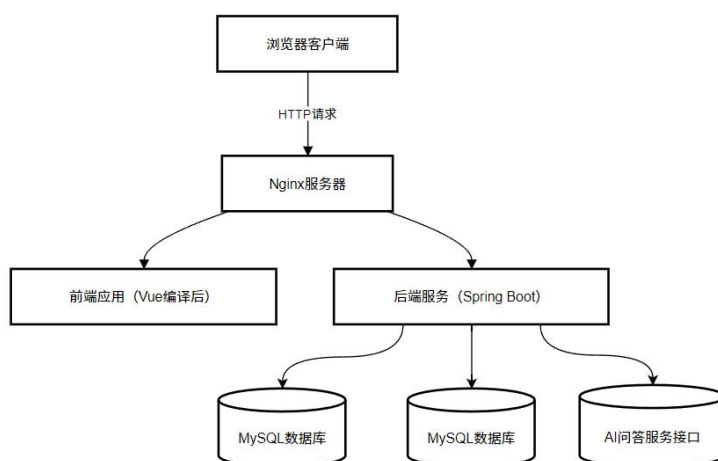 浏览器客户端
HTTP请求
Nginx服务器
前端应用（Vue编译后）
后端服务（Spring Boot）
MySQL数据库
MySQL数据库
AI问答服务接口